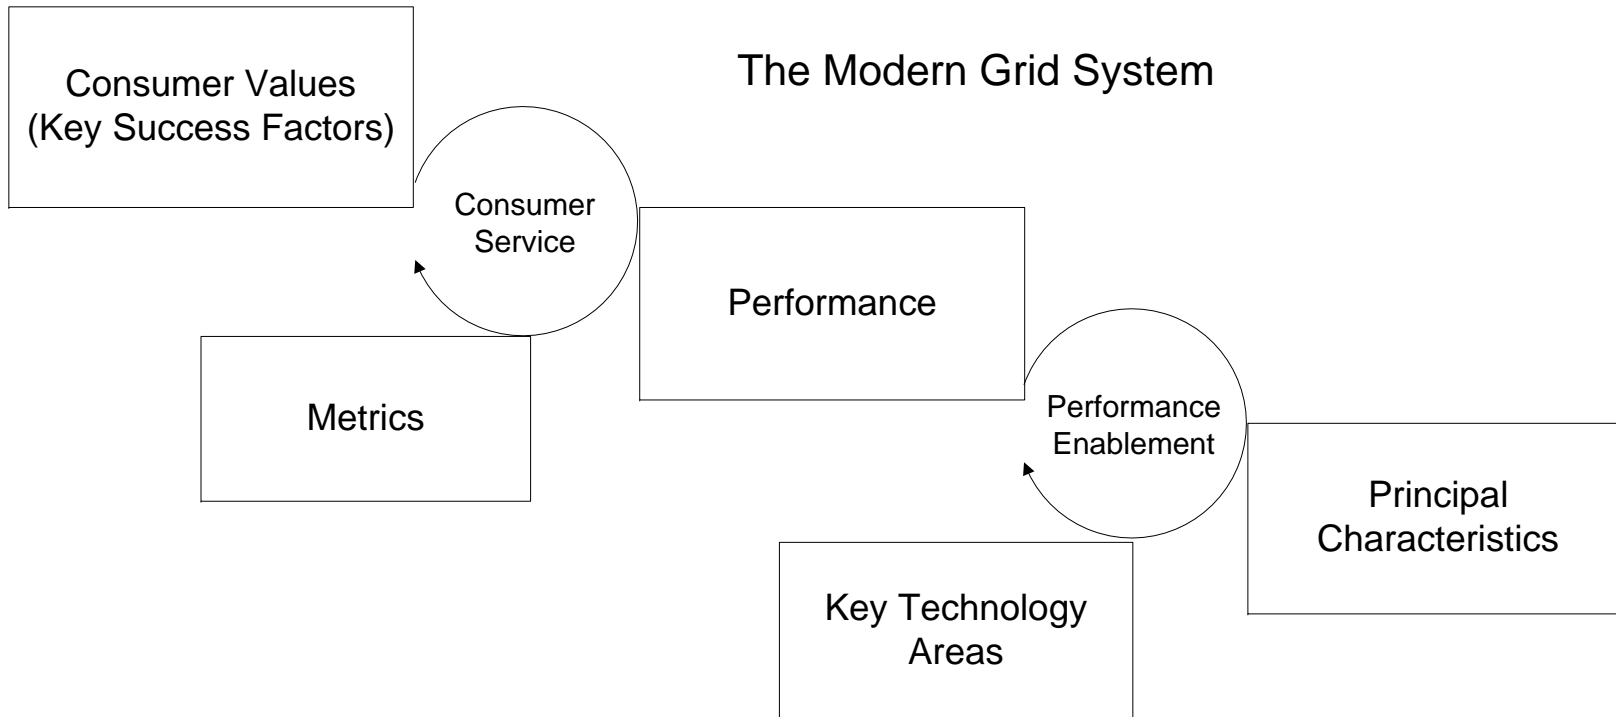 The Modern Grid System
Consumer Values
(Key Success Factors)
Consumer
Service
Performance
Metrics
Performance
Enablement
Principal
Characteristics
Key Technology
Areas